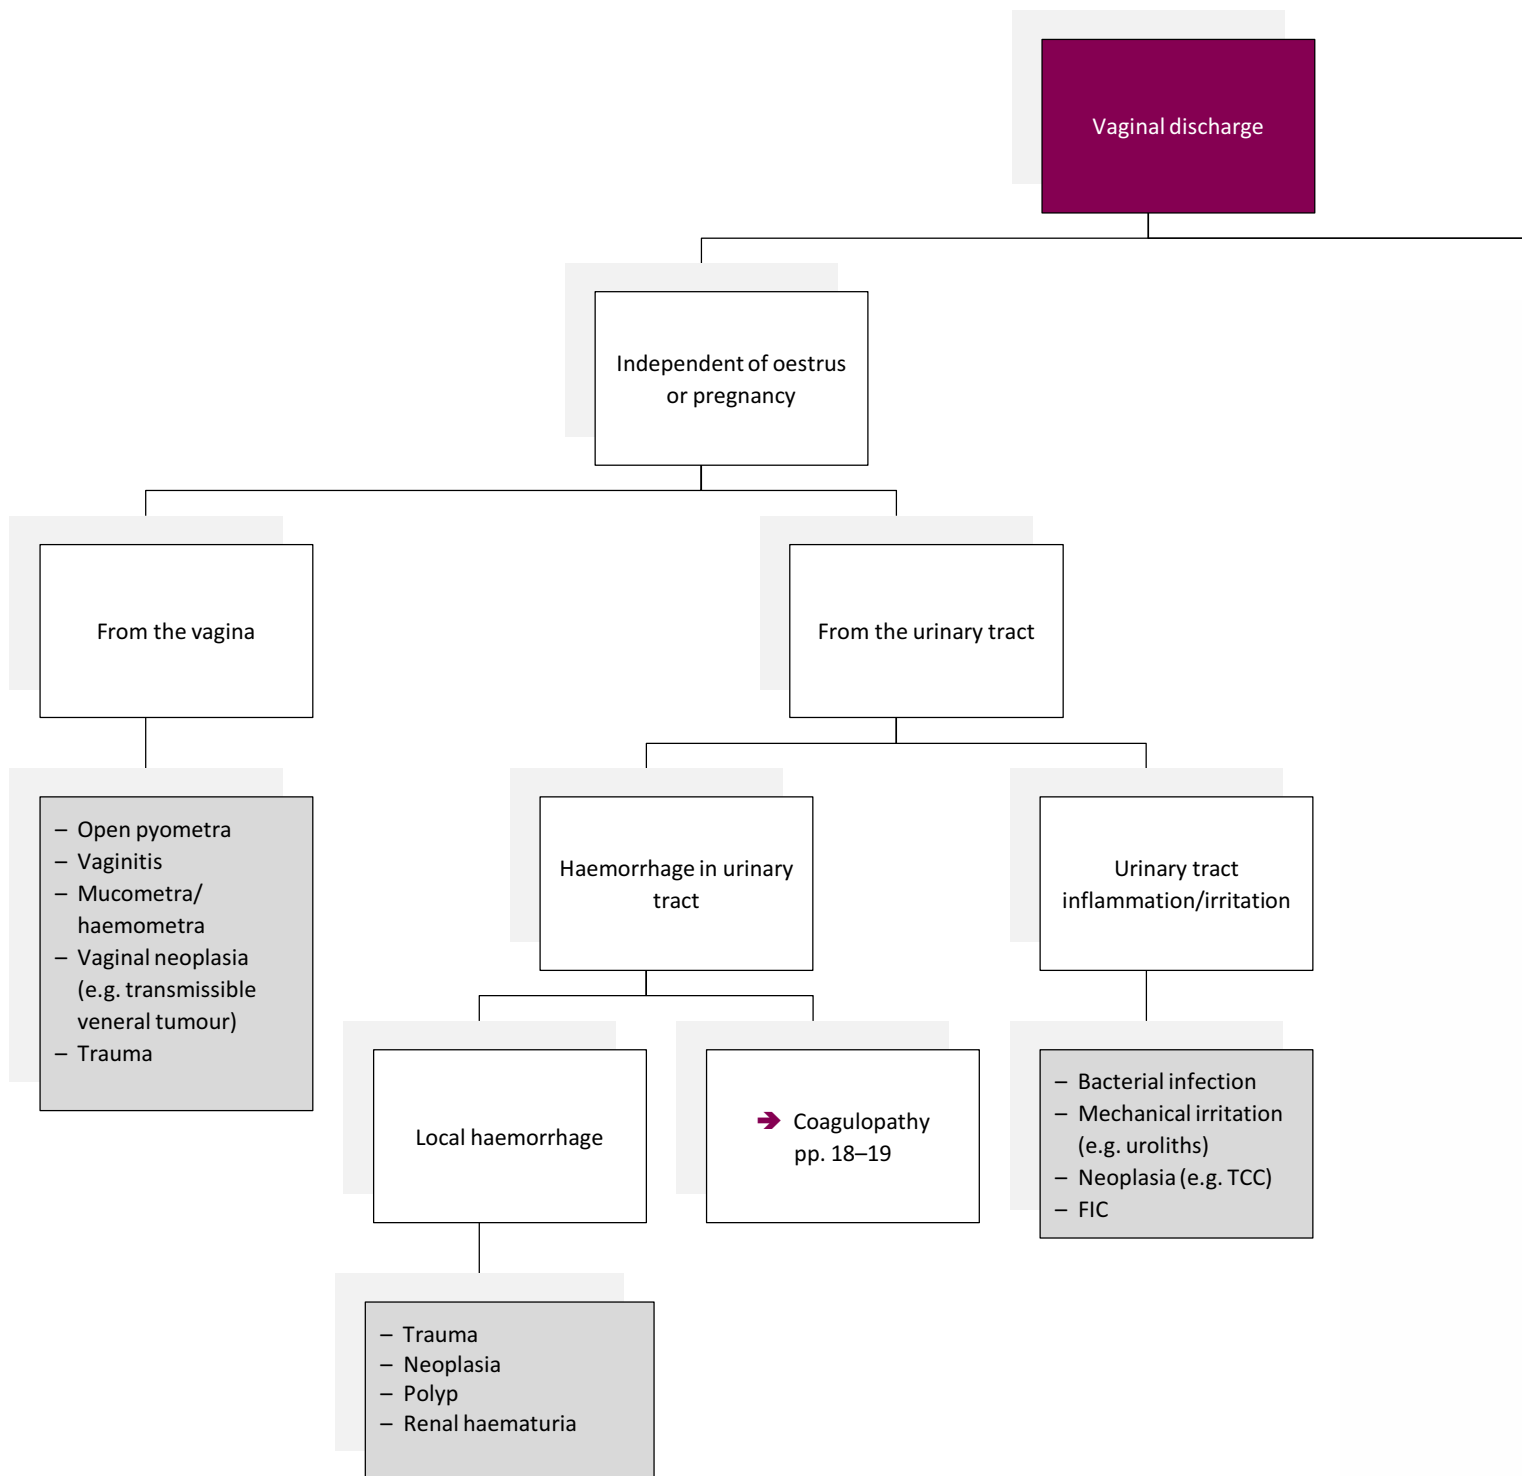 Vaginal discharge
Independent of oestrus
or pregnancy
From the vagina
From the urinary tract
– Open pyometra
– Vaginitis
– Mucometra/
haemometra
– Vaginal neoplasia
(e.g. transmissible
veneral tumour)
– Trauma
Haemorrhage in urinary
tract
Urinary tract
inflammation/irritation
Local haemorrhage
➔ Coagulopathy
pp. 18–19
– Bacterial infection
– Mechanical irritation
(e.g. uroliths)
– Neoplasia (e.g. TCC)
– FIC
– Trauma
– Neoplasia
– Polyp
– Renal haematuria